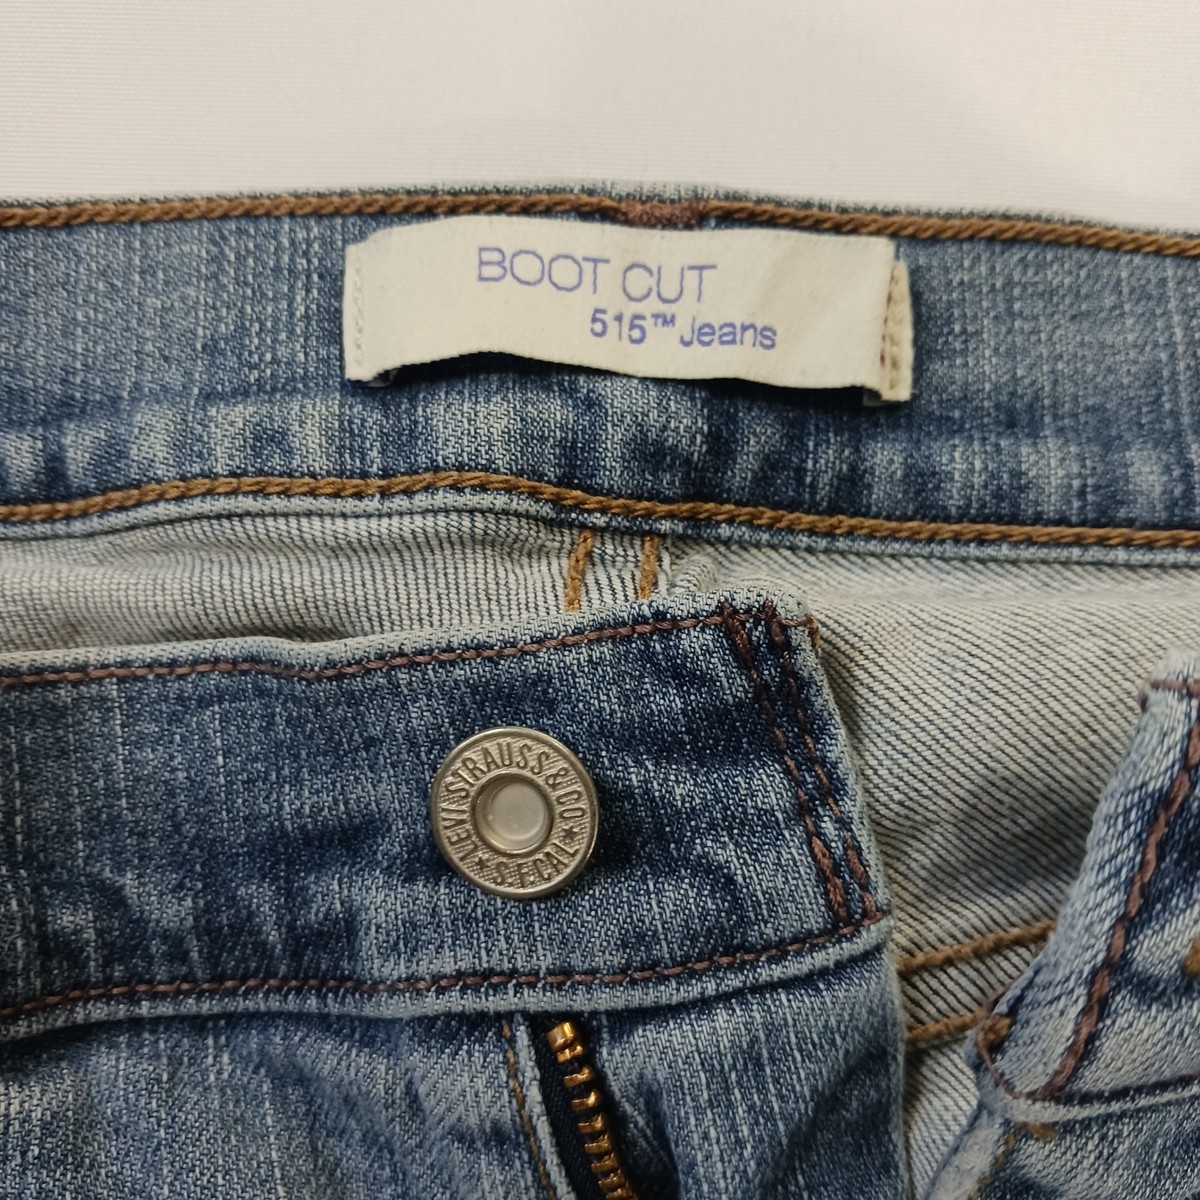 BOOT CUT
515™ Jeans
LEVI STRAUSS & CO
S.F.CAL